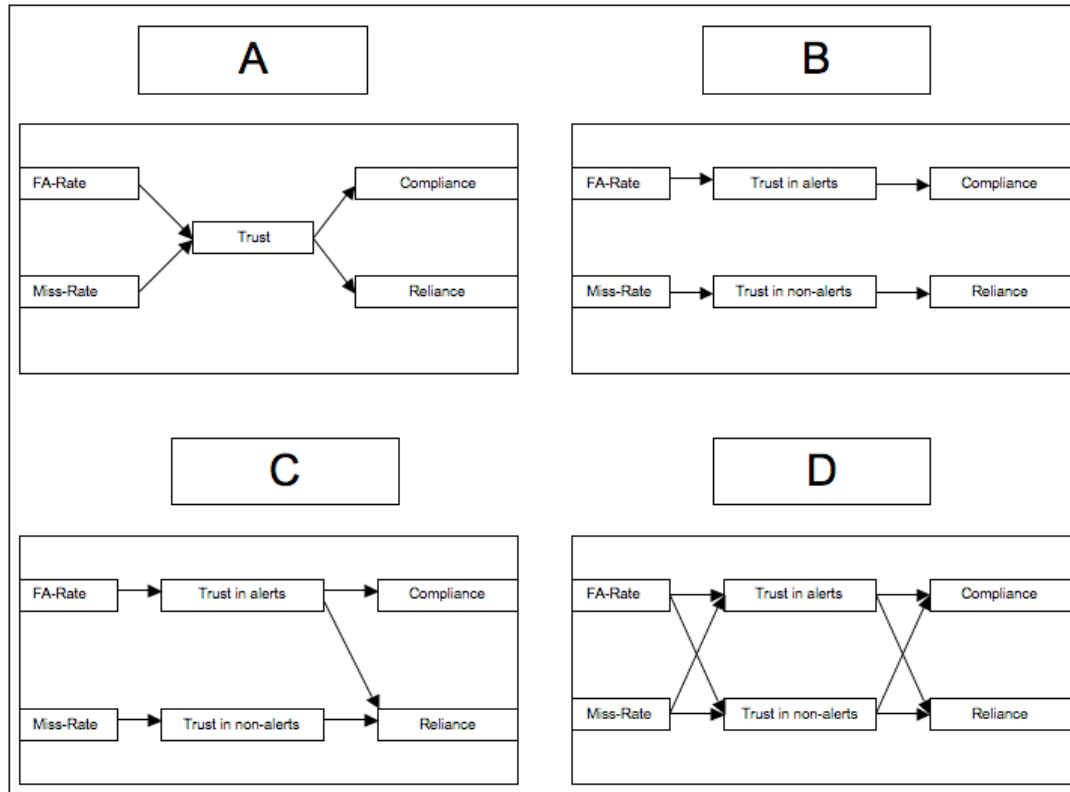 A
B
FA-Rate
Compliance
Trust
Miss-Rate
Reliance
FA-Rate
Trust in alerts
Compliance
Miss-Rate
Trust in non-alerts
Reliance
C
D
FA-Rate
Trust in alerts
Compliance
Miss-Rate
Trust in non-alerts
Reliance
FA-Rate
Trust in alerts
Compliance
Miss-Rate
Trust in non-alerts
Reliance